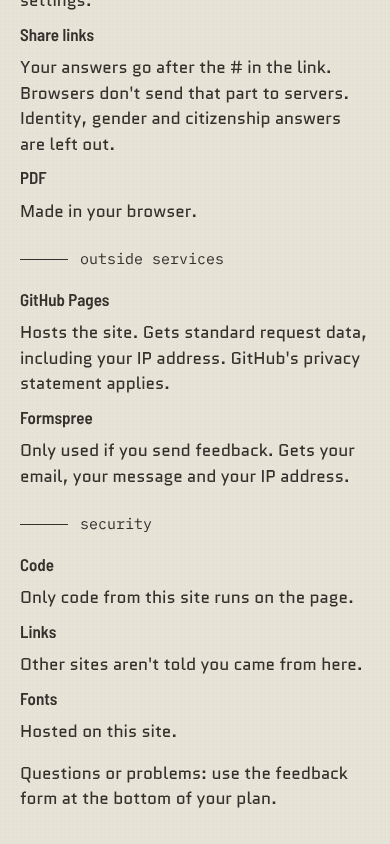 settings.
Share links
Your answers go after the # in the link.
Browsers don't send that part to servers.
Identity, gender and citizenship answers
are left out.
PDF
Made in your browser.
outside services
GitHub Pages
Hosts the site. Gets standard request data,
including your IP address. GitHub's privacy
statement applies.
Formspree
Only used if you send feedback. Gets your
email, your message and your IP address.
security
Code
Only code from this site runs on the page.
Links
Other sites aren't told you came from here.
Fonts
Hosted on this site.
Questions or problems: use the feedback
form at the bottom of your plan.